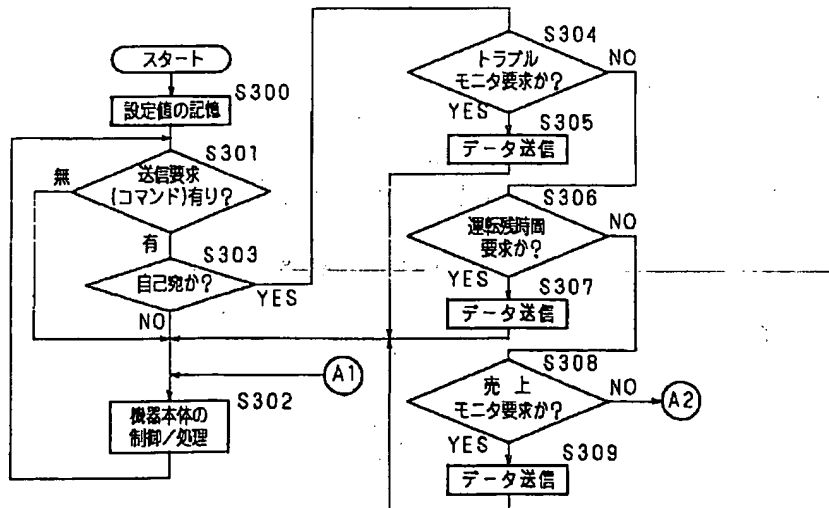 スタート
S300
設定値の記憶
S301
送信要求
(コマンド)有り?
無
有
S303
自己宛か?
YES
NO
A1
S302
機器本体の
制御/処理
S304
トラブル
モニタ要求か?
NO
YES
S305
データ送信
S306
運転残時間
要求か?
NO
YES
S307
データ送信
S308
売上
モニタ要求か?
NO
A2
YES
S309
データ送信